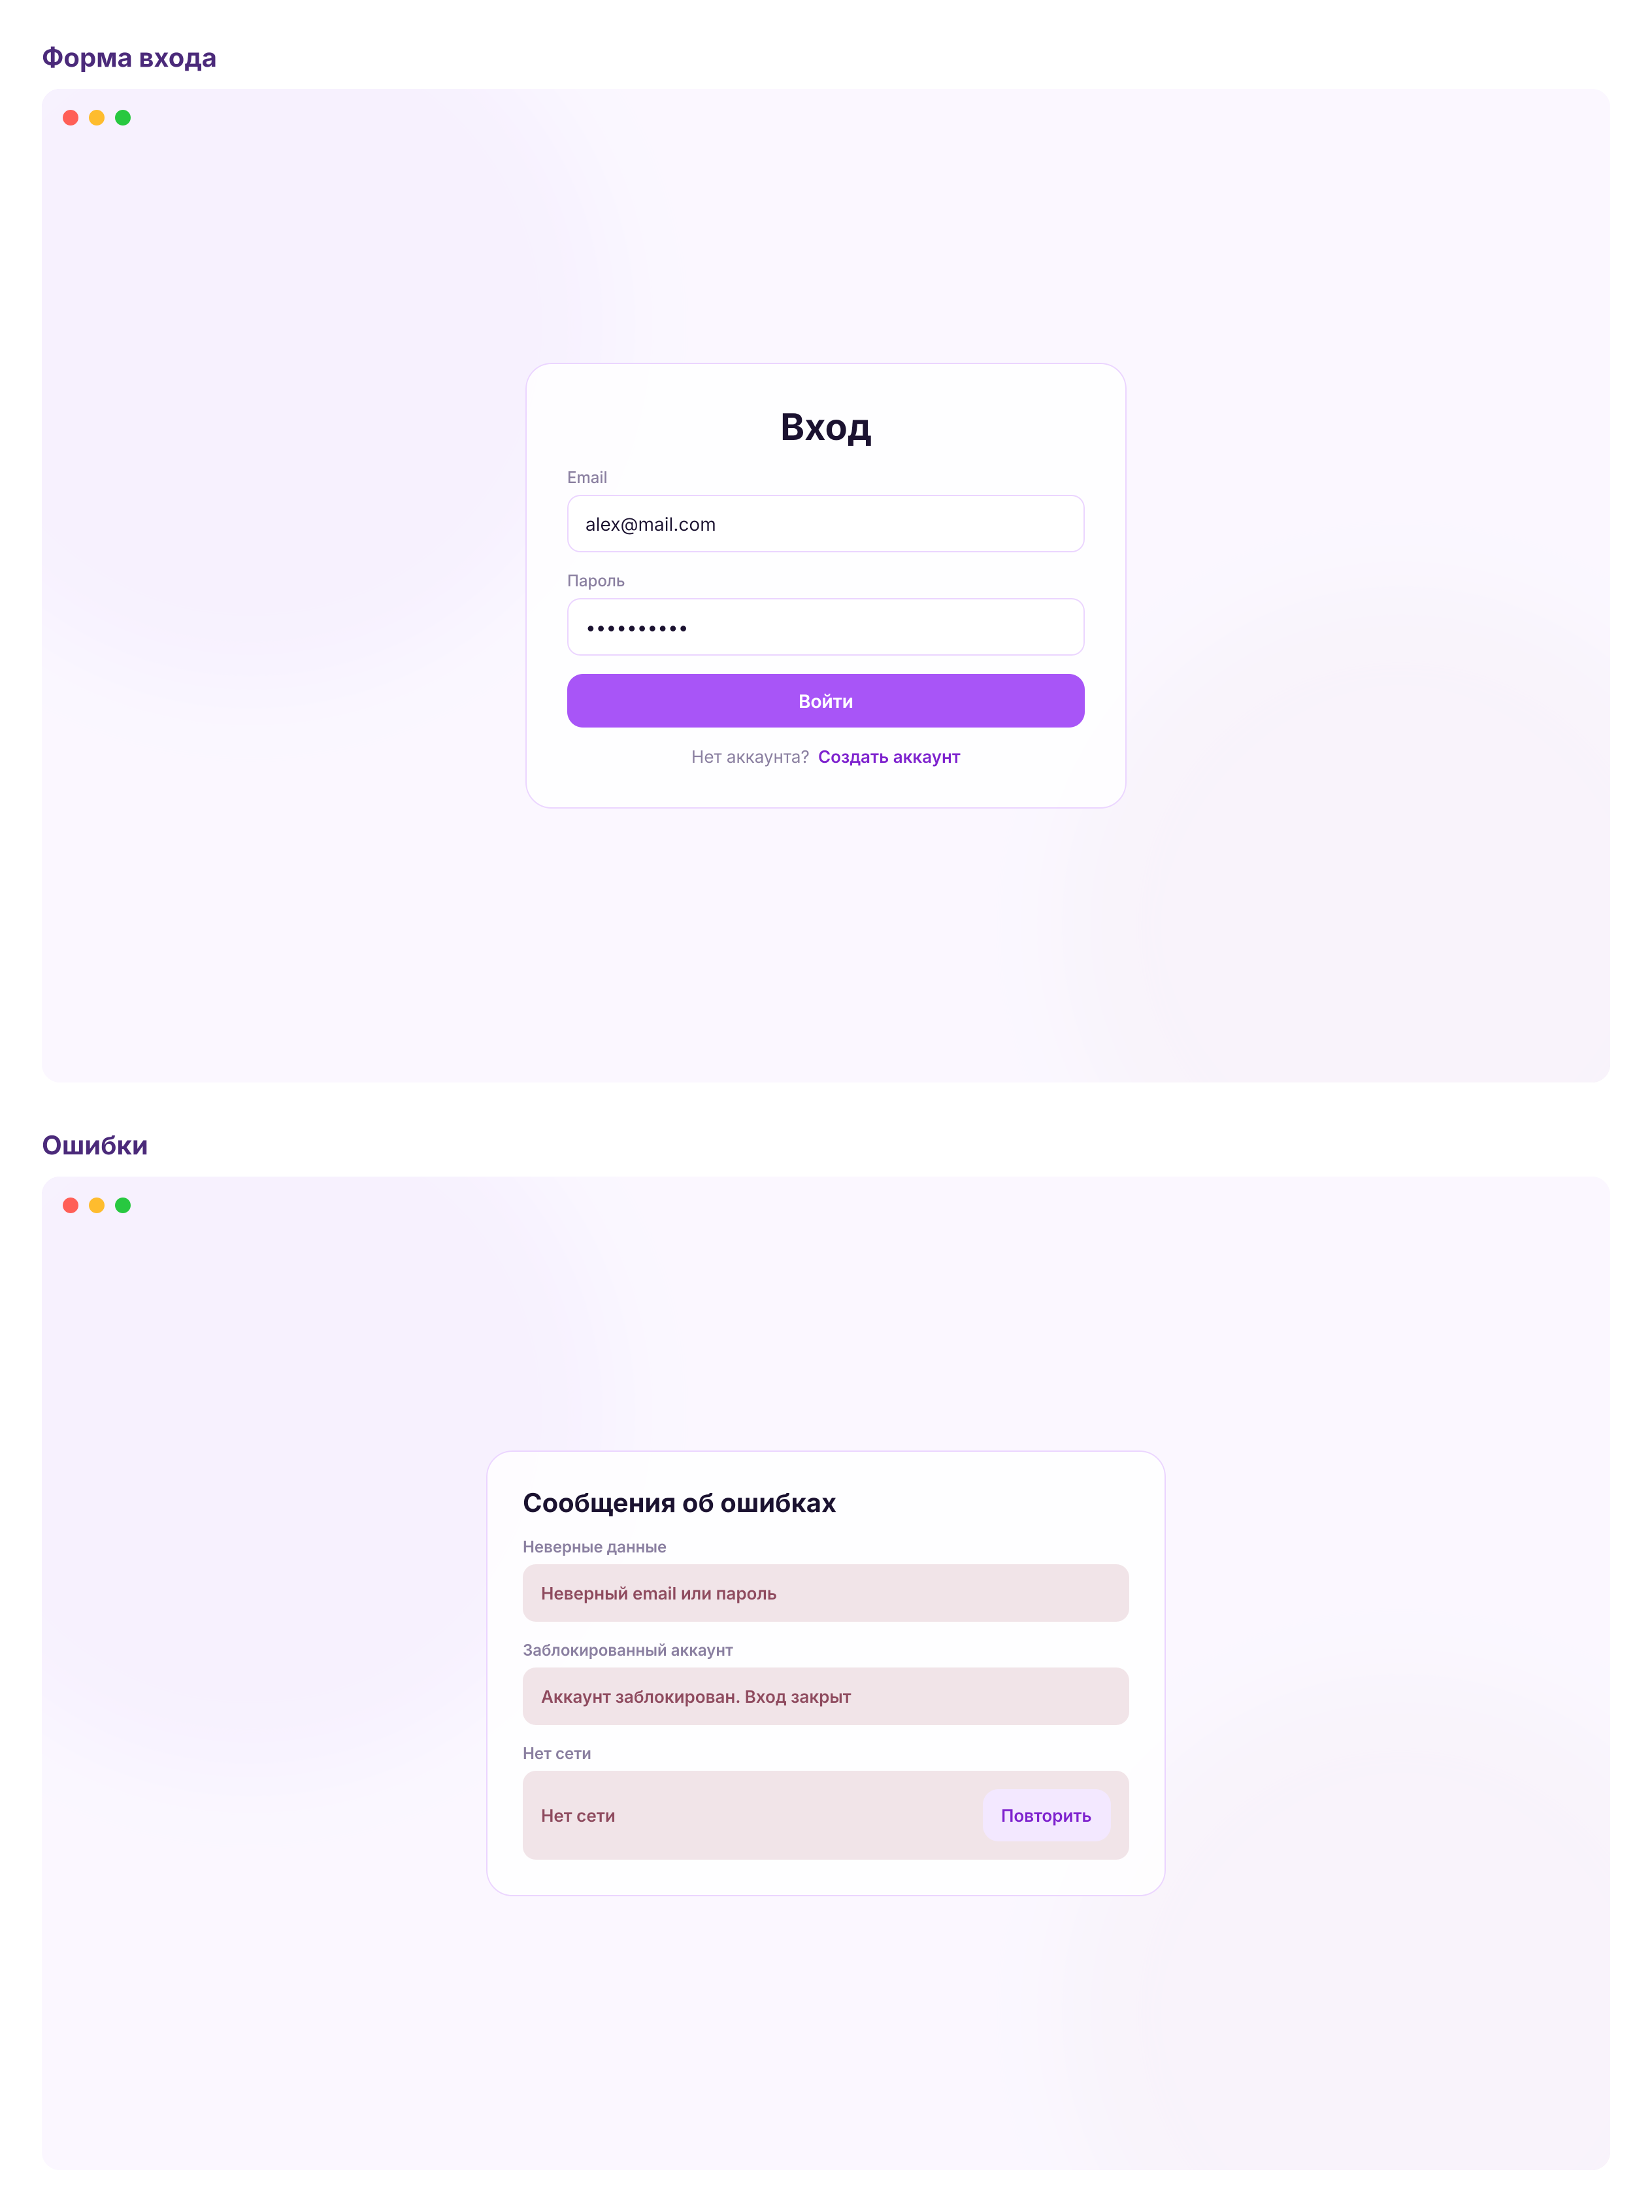 Форма входа
Вход
Email
alex@mail.com
Пароль
••••••••••
Войти
Нет аккаунта? Создать аккаунт
Ошибки
Сообщения об ошибках
Неверные данные
Неверный email или пароль
Заблокированный аккаунт
Аккаунт заблокирован. Вход закрыт
Нет сети
Нет сети Повторить